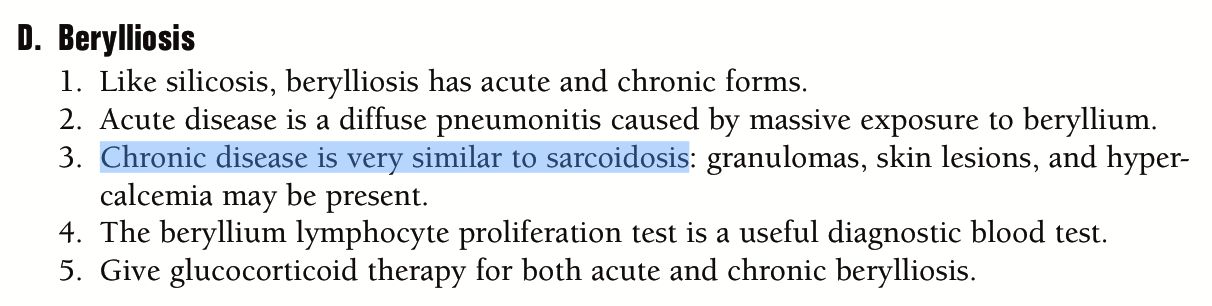 D. Berylliosis
1. Like silicosis, berylliosis has acute and chronic forms.
2. Acute disease is a diffuse pneumonitis caused by massive exposure to beryllium.
3. Chronic disease is very similar to sarcoidosis: granulomas, skin lesions, and hyper-
calcemia may be present.
4. The beryllium lymphocyte proliferation test is a useful diagnostic blood test.
5. Give glucocorticoid therapy for both acute and chronic berylliosis.